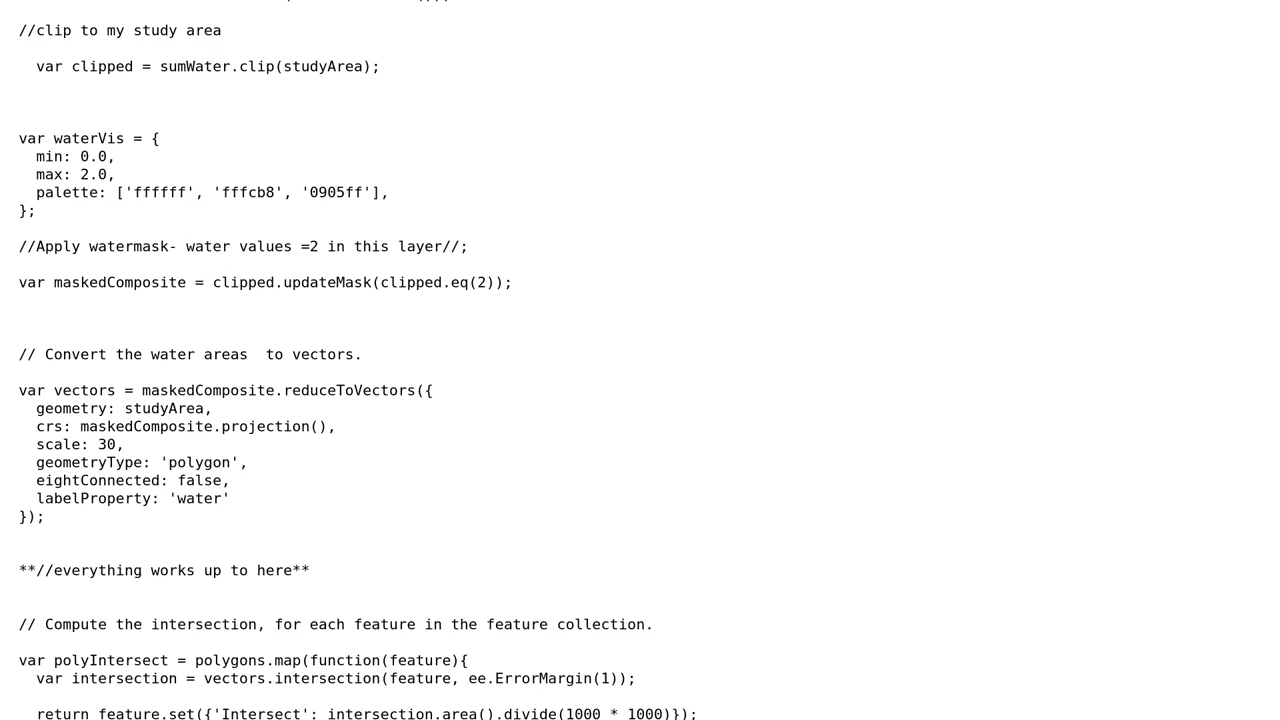 //clip to my study area
var clipped = sumWater.clip(studyArea);
var waterVis = {
min: 0.0,
max: 2.0,
palette: ['ffffff', 'fffcb8', '0905ff'],
};
//Apply watermask- water values =2 in this layer//;
var maskedComposite = clipped.updateMask(clipped.eq(2));
// Convert the water areas  to vectors.
var vectors = maskedComposite.reduceToVectors({
geometry: studyArea,
crs: maskedComposite.projection(),
scale: 30,
geometryType: 'polygon',
eightConnected: false,
labelProperty: 'water'
});
**//everything works up to here**
// Compute the intersection, for each feature in the feature collection.
var polyIntersect = polygons.map(function(feature){
var intersection = vectors.intersection(feature, ee.ErrorMargin(1));
return feature.set({'Intersect': intersection.area().divide(1000 * 1000)});